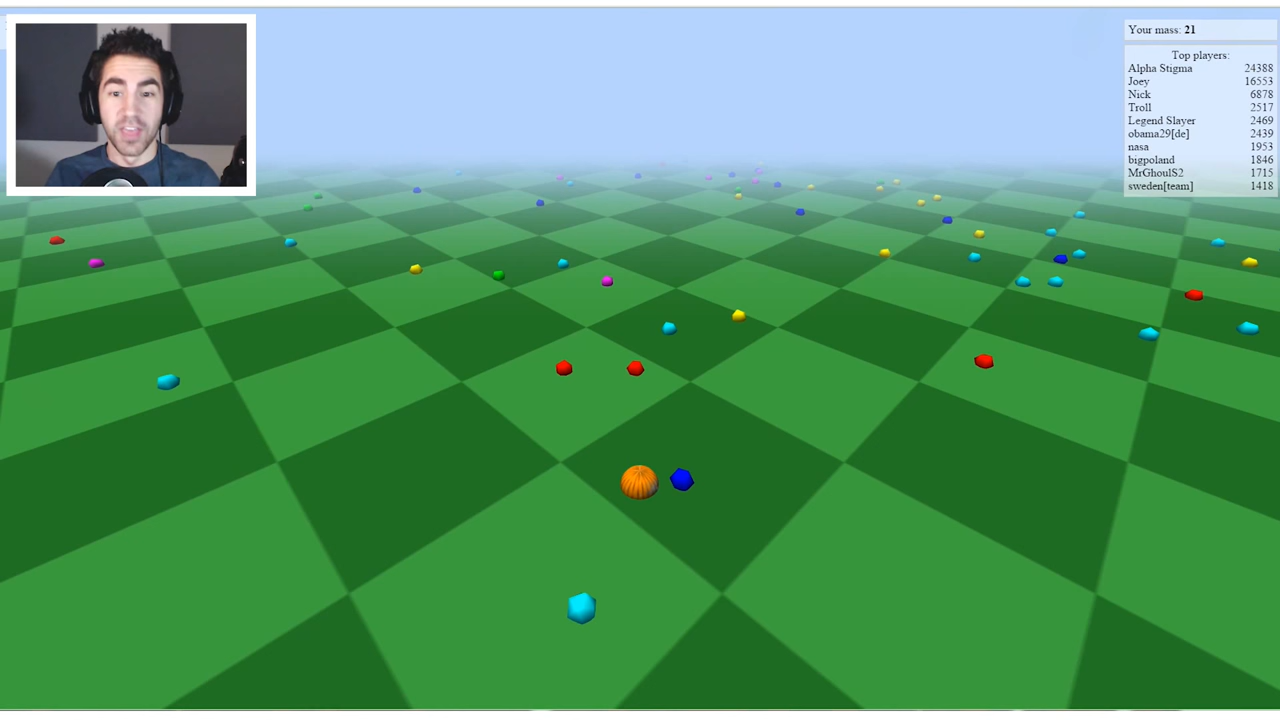 Your mass: 21
Top players:
Alpha Stigma 24388
Joey 16553
Nick 6878
Troll 2517
Legend Slayer 2469
obama29[de] 2439
nasa 1953
bigpoland 1846
MrGhoulS2 1715
sweden[team] 1418